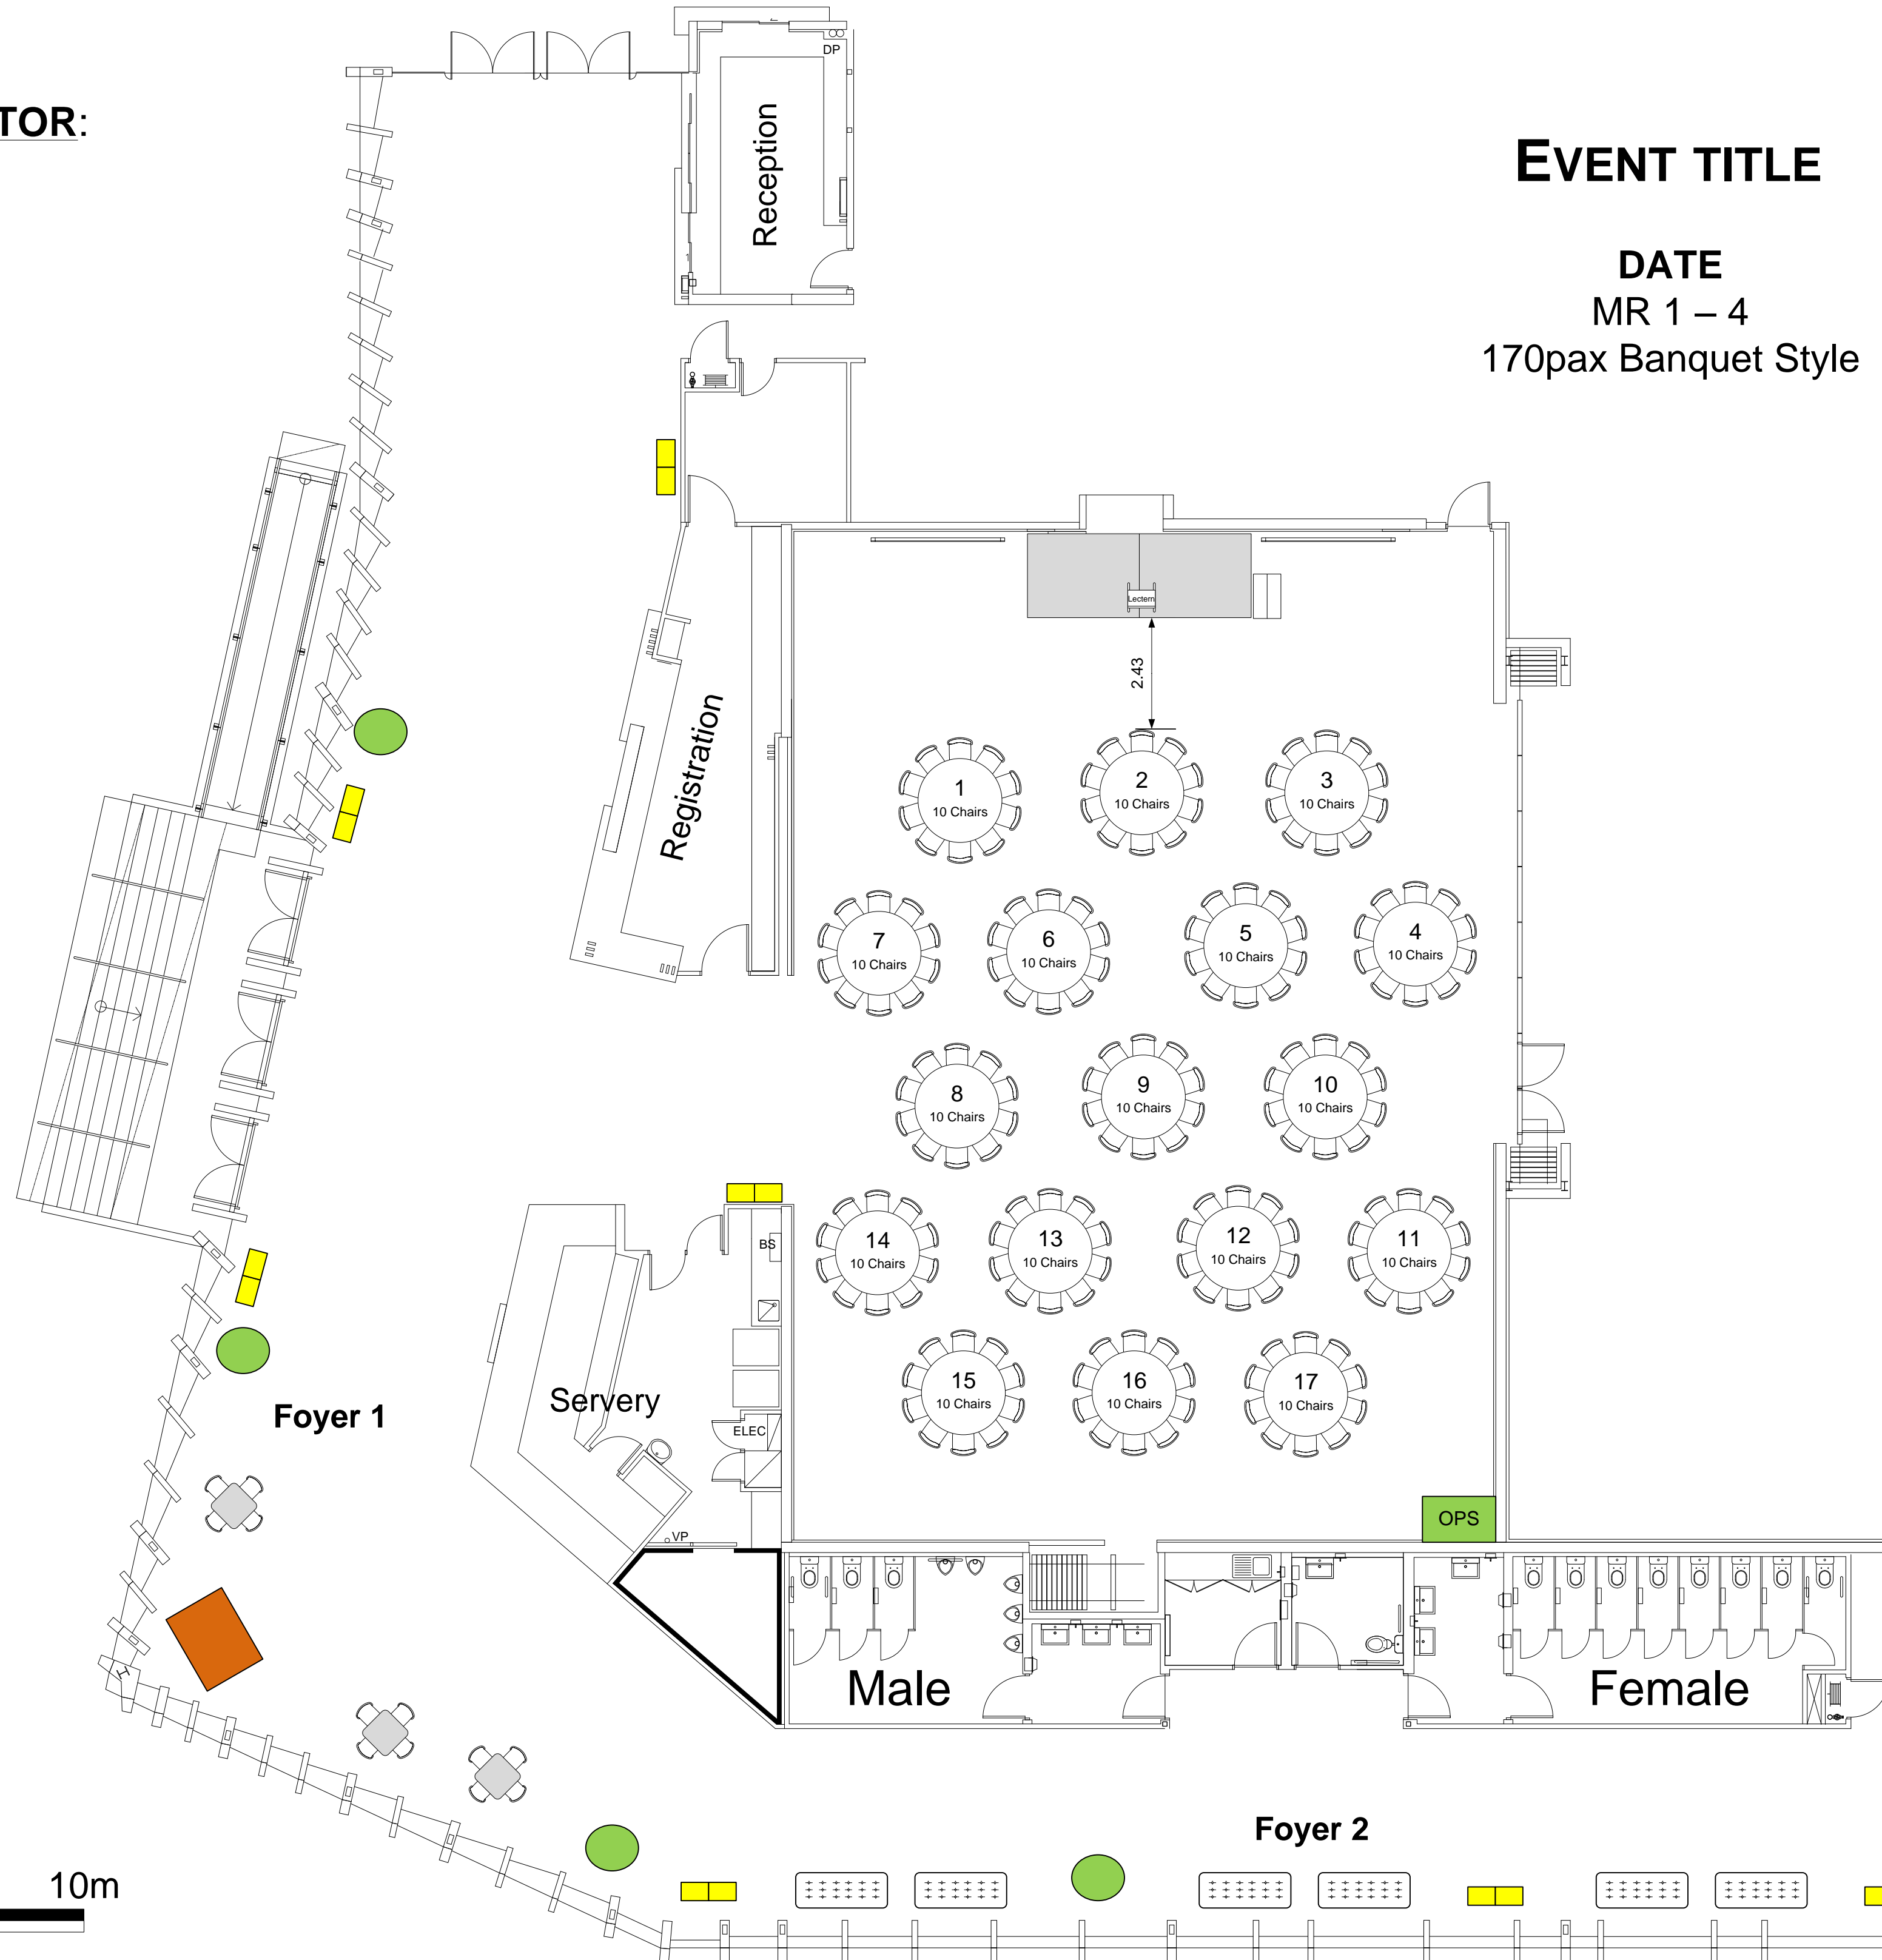 TOR:
EVENT TITLE
DATE
MR 1 – 4
170pax Banquet Style
DP
Reception
Lectern
2.43
Registration
1
10 Chairs
2
10 Chairs
3
10 Chairs
7
10 Chairs
6
10 Chairs
5
10 Chairs
4
10 Chairs
8
10 Chairs
9
10 Chairs
10
10 Chairs
14
10 Chairs
13
10 Chairs
12
10 Chairs
11
10 Chairs
BS
15
10 Chairs
16
10 Chairs
17
10 Chairs
Servery
Foyer 1
ELEC
VP
OPS
Male
Female
Foyer 2
10m